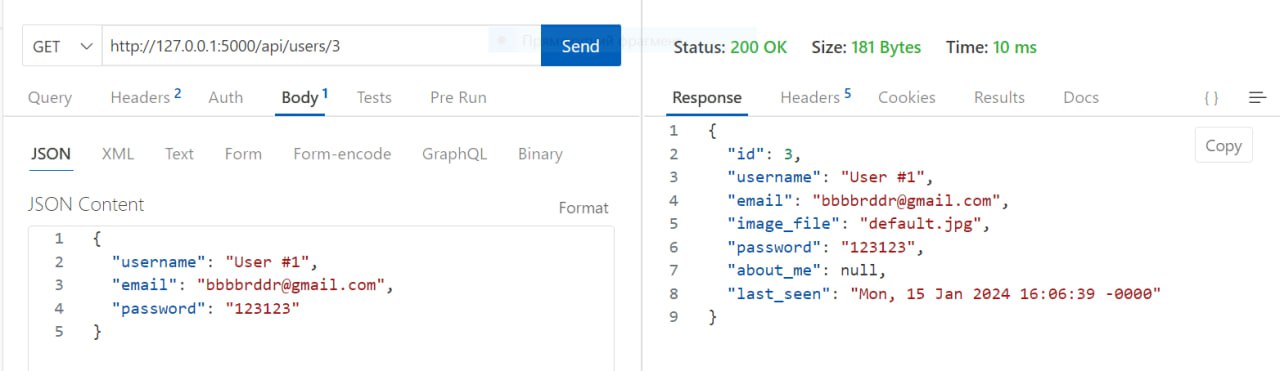 GET http://127.0.0.1:5000/api/users/3 Send
Query Headers 2 Auth Body 1 Tests Pre Run
JSON XML Text Form Form-encode GraphQL Binary
JSON Content Format
1 {
2 "username": "User #1",
3 "email": "bbbbrddr@gmail.com",
4 "password": "123123"
5 }
Status: 200 OK Size: 181 Bytes Time: 10 ms
Response Headers 5 Cookies Results Docs { }
Copy
1 {
2 "id": 3,
3 "username": "User #1",
4 "email": "bbbbrddr@gmail.com",
5 "image_file": "default.jpg",
6 "password": "123123",
7 "about_me": null,
8 "last_seen": "Mon, 15 Jan 2024 16:06:39 -0000"
9 }